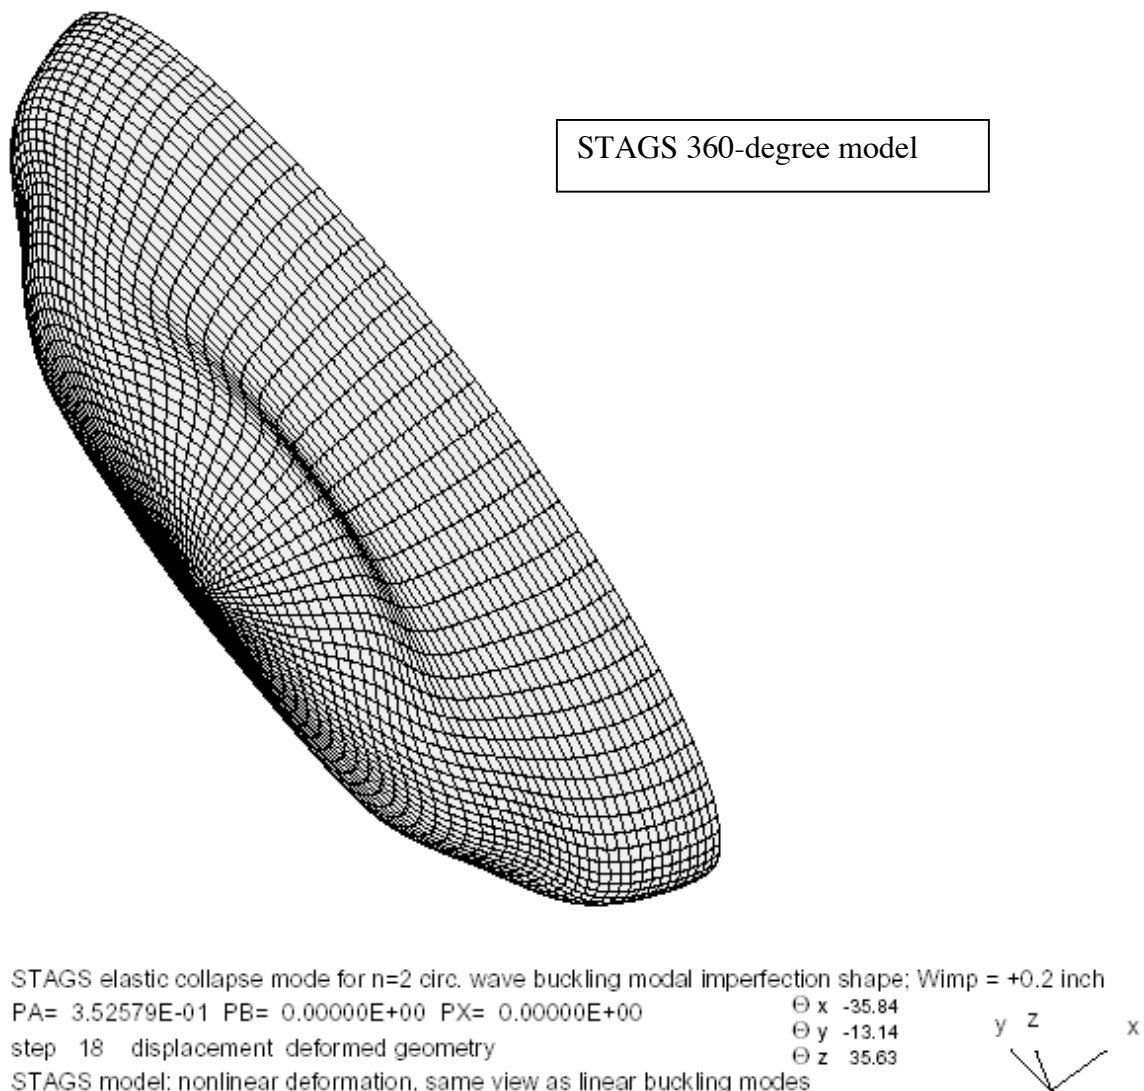 STAGS 360-degree model
STAGS elastic collapse mode for n=2 circ. wave buckling modal imperfection shape; Wimp = +0.2 inch
PA= 3.52579E-01 PB= 0.00000E+00 PX= 0.00000E+00
step 18 displacement deformed geometry
STAGS model: nonlinear deformation, same view as linear buckling modes
Θ x -35.84
Θ y -13.14
Θ z 35.63
y z x